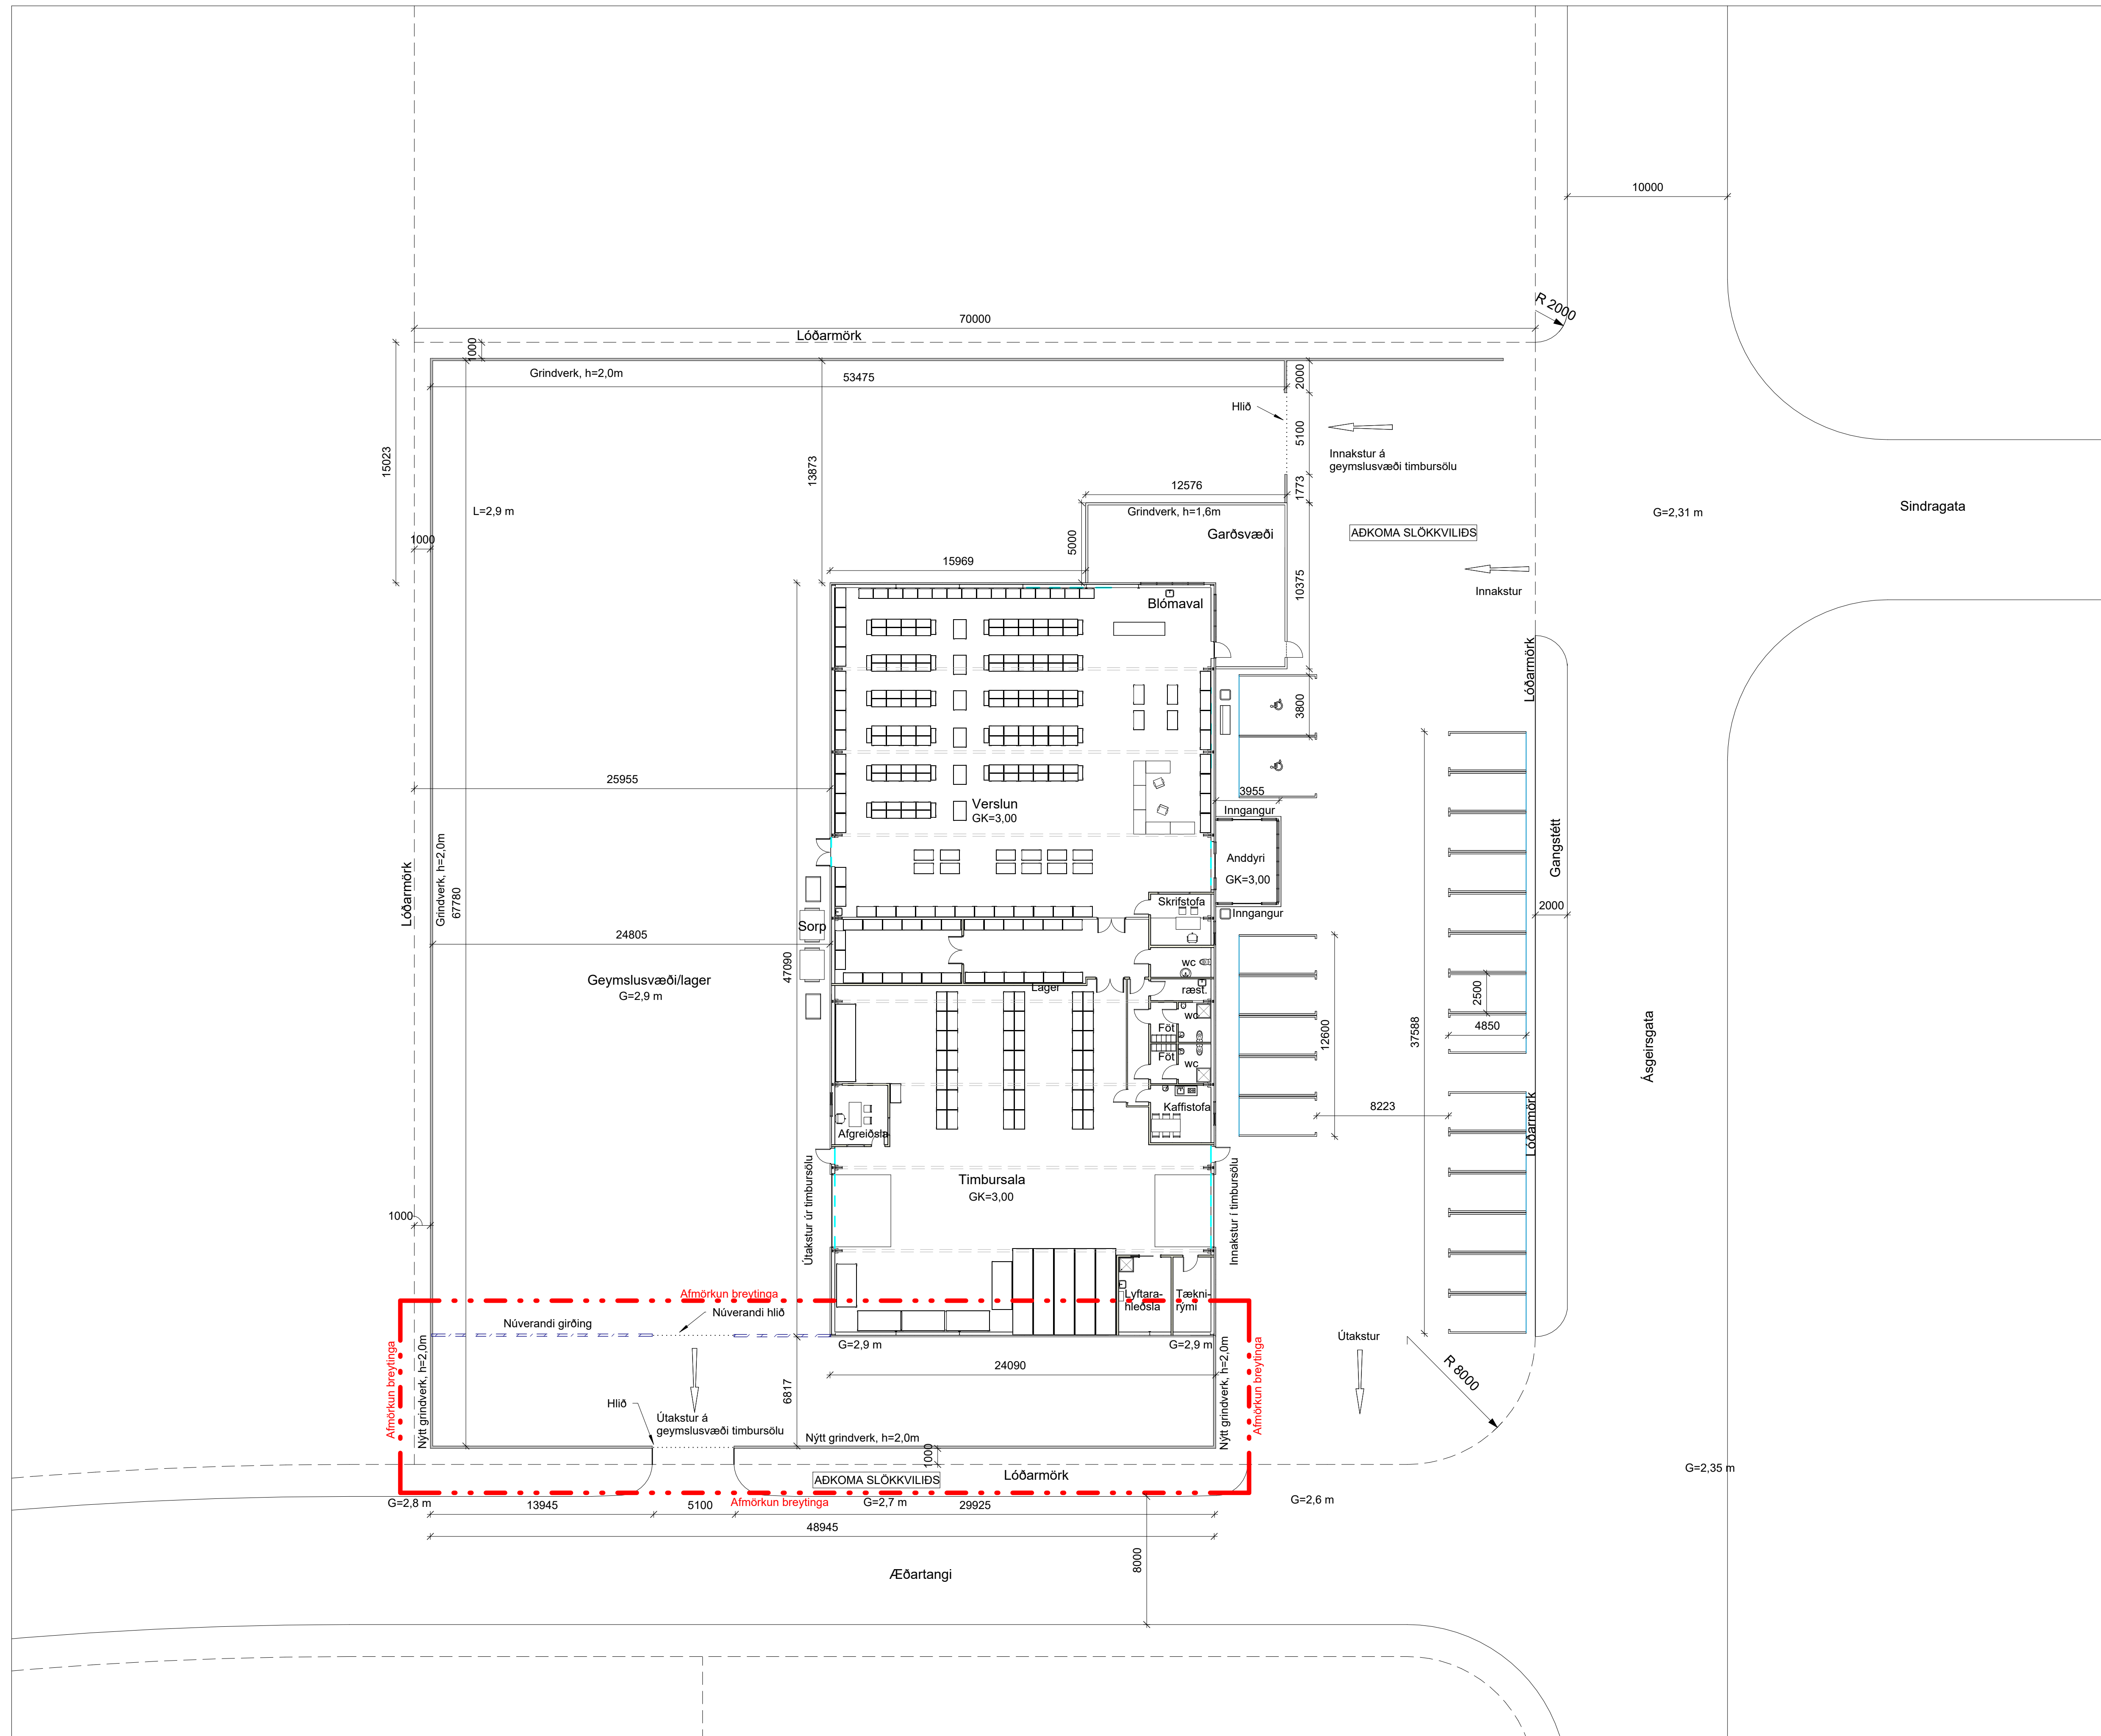 10000
R 2000
70000
Lóðarmörk
1000
Grindverk, h=2,0m
53475
2000
Hlið
5100
Innakstur á
geymslusvæði timbursölu
15023
13873
1773
12576
L=2,9 m
Grindverk, h=1,6m
Garðsvæði
G=2,31 m
Sindragata
AÐKOMA SLÖKKVILIÐS
1000
5000
15969
10375
Innakstur
Blómaval
Lóðarmörk
3800
25955
3955
Verslun
GK=3,00
Inngangur
Anddyri
GK=3,00
Gangstétt
Lóðarmörk
Grindverk, h=2,0m
67780
Skrifstofa
Inngangur
2000
Sorp
24805
47090
wc
Geymslusvæði/lager
G=2,9 m
Lager
ræst.
2500
wc
Föt
4850
12600
37588
Ásgeirsgata
Föt
wc
Kaffistofa
8223
Lóðarmörk
Afgreiðsla
Útakstur úr timbursölu
Timbursala
GK=3,00
Innakstur í timbursölu
1000
Afmörkun breytinga
Lyftara-
hleðsla
Tækni-
rými
Núverandi hlið
Núverandi girðing
Útakstur
G=2,9 m
G=2,9 m
24090
R 8000
Afmörkun breytinga
Nýtt grindverk, h=2,0m
6817
Nýtt grindverk, h=2,0m
Afmörkun breytinga
Hlið
Útakstur á
geymslusvæði timbursölu
Nýtt grindverk, h=2,0m
1000
AÐKOMA SLÖKKVILIÐS
Lóðarmörk
G=2,35 m
G=2,8 m
13945
5100
Afmörkun breytinga
G=2,7 m
29925
G=2,6 m
48945
8000
Æðartangi